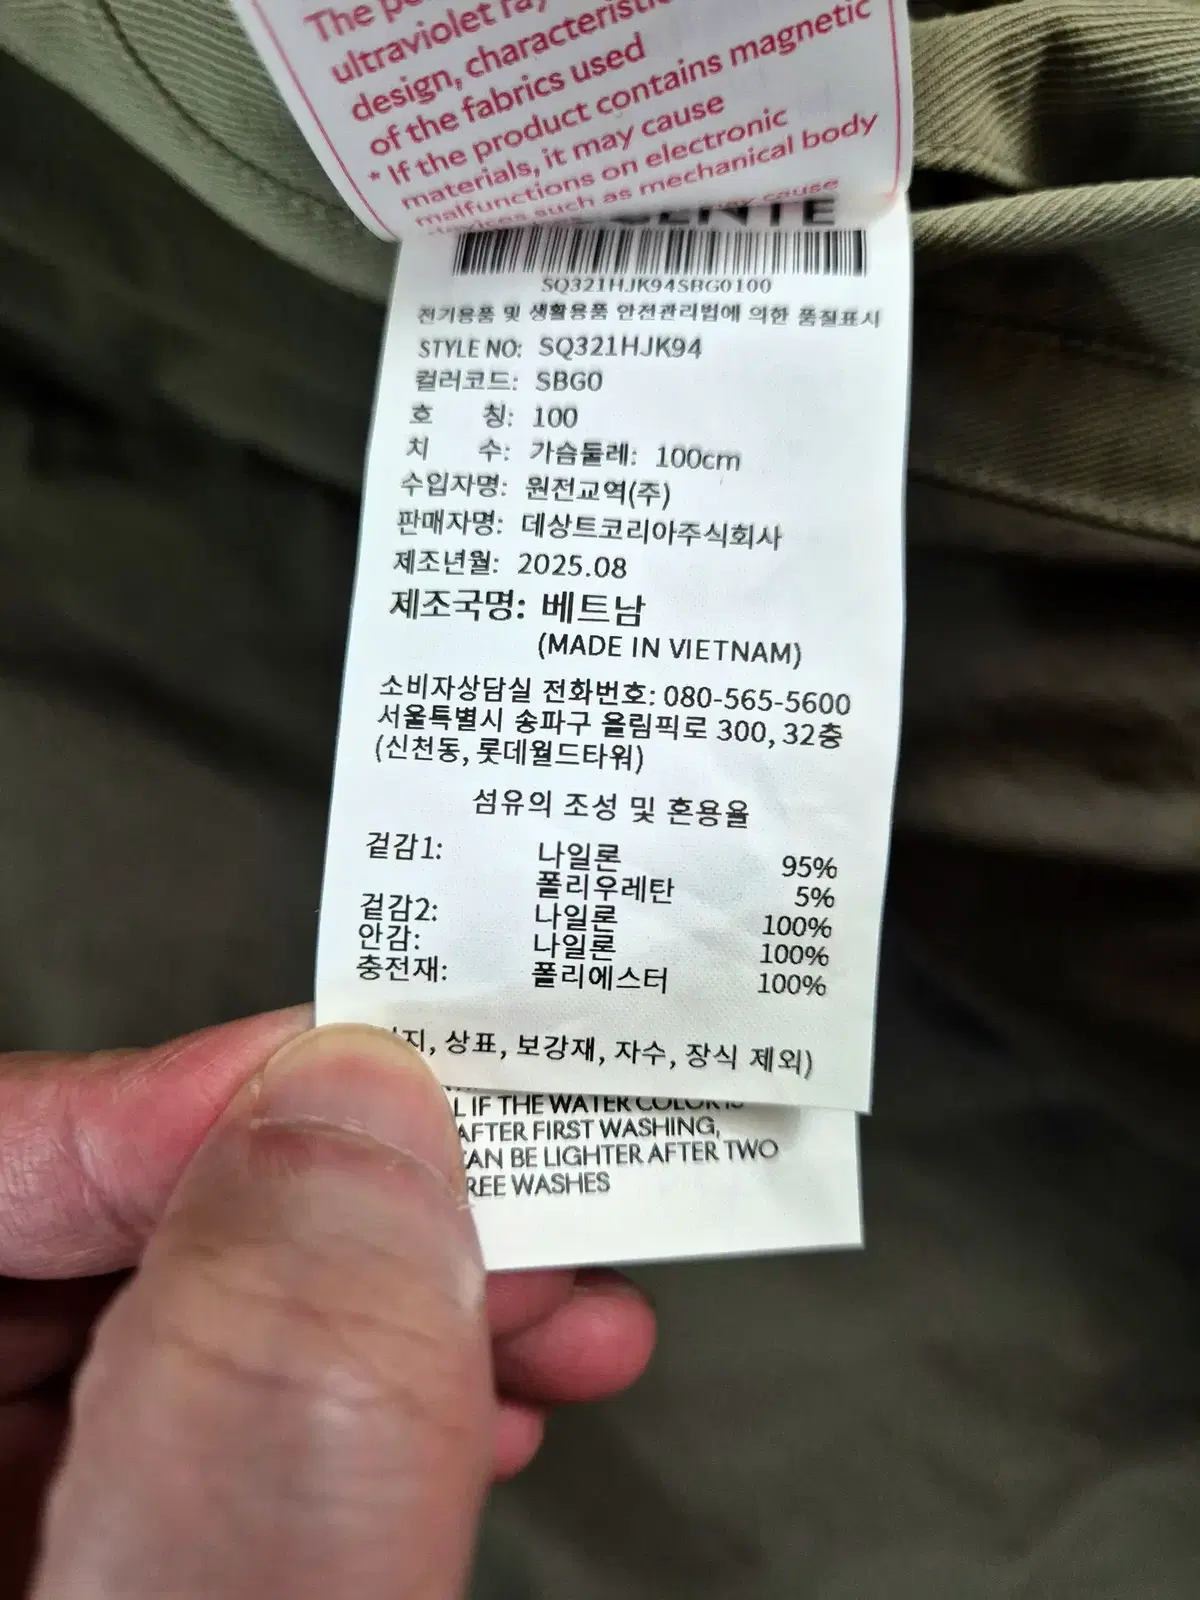 The
ultraviolet
design,
of the fabrics used
* If the product contains magnetic
materials, it may cause
malfunctions on electronic
devices such as mechanical body
may cause
SQ321HJK94SBG0100
전기용품 및 생활용품 안전관리법에 의한 품질표시
STYLE NO: SQ321HJK94
컬러코드: SBG0
호 칭: 100
치 수: 가슴둘레: 100cm
수입자명: 원전교역(주)
판매자명: 데상트코리아주식회사
제조년월: 2025.08
제조국명: 베트남
(MADE IN VIETNAM)
소비자상담실 전화번호: 080-565-5600
서울특별시 송파구 올림픽로 300, 32층
(신천동, 롯데월드타워)
섬유의 조성 및 혼용율
겉감1: 나일론 95%
폴리우레탄 5%
겉감2: 나일론 100%
안감: 나일론 100%
충전재: 폴리에스터 100%
상표, 보강재, 자수, 장식 제외)
IF THE WATER COLOR IS
AFTER FIRST WASHING,
CAN BE LIGHTER AFTER TWO
WASHES